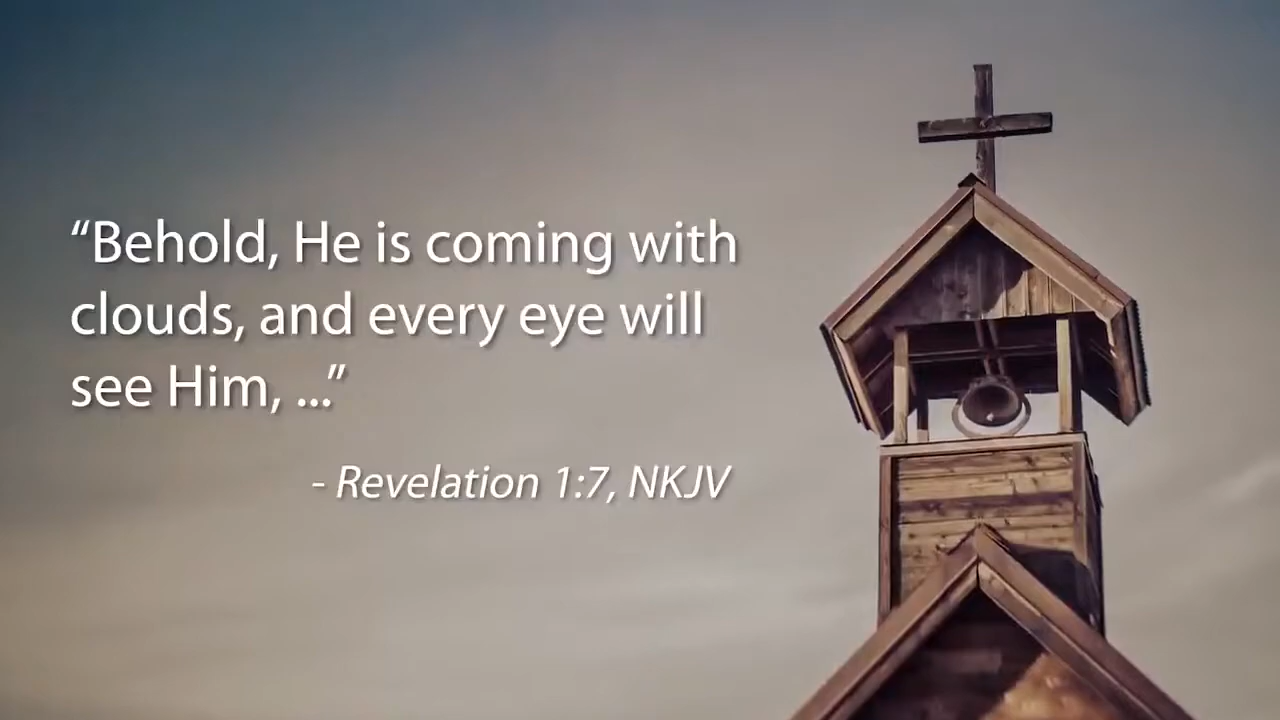 “Behold, He is coming with
clouds, and every eye will
see Him, ...”
- Revelation 1:7, NKJV